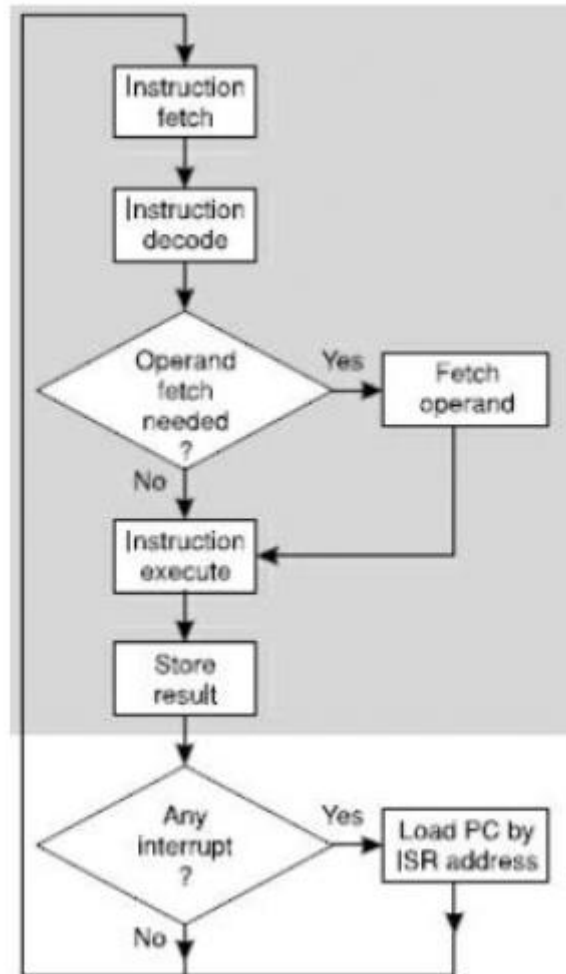 Instruction
fetch
Instruction
decode
Operand
fetch
needed
?
Yes
Fetch
operand
No
Instruction
execute
Store
result
Any
interrupt
?
Yes
Load PC by
ISR address
No